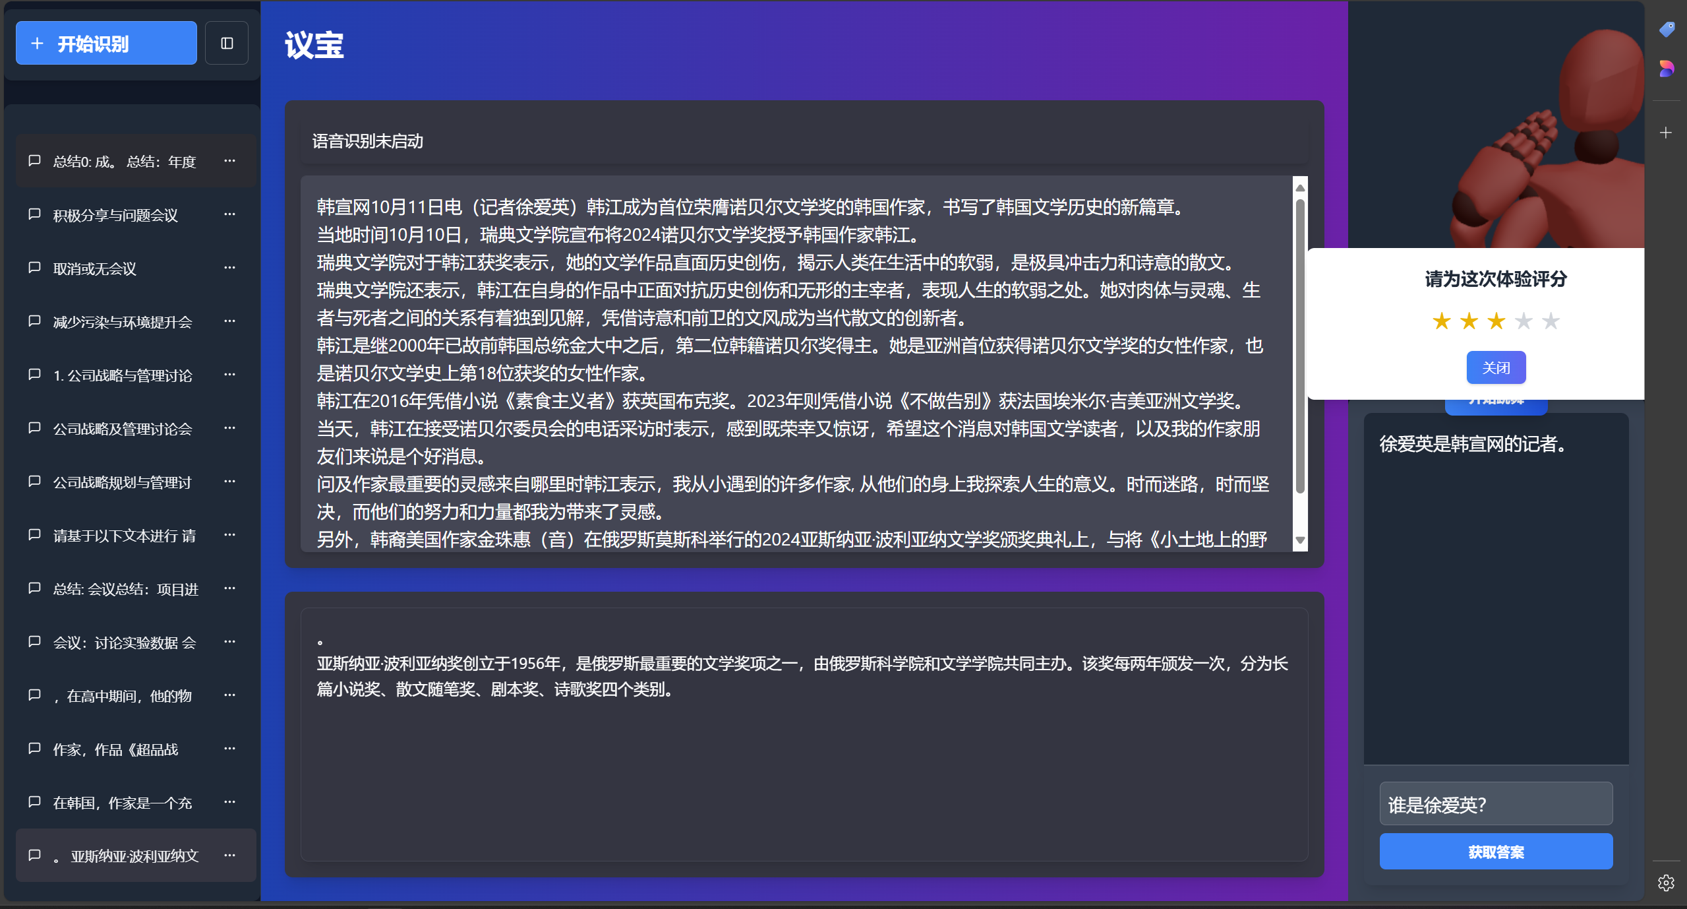 开始识别
议宝
总结0: 成。 总结：年度
积极分享与问题会议
取消或无会议
减少污染与环境提升会
1. 公司战略与管理讨论
公司战略及管理讨论会
公司战略规划与管理讨
请基于以下文本进行 请
总结: 会议总结：项目进
会议：讨论实验数据 会
，在高中期间，他的物
作家，作品《超品战
在韩国，作家是一个充
。 亚斯纳亚·波利亚纳文
语音识别未启动
韩宣网10月11日电（记者徐爱英）韩江成为首位荣膺诺贝尔文学奖的韩国作家，书写了韩国文学历史的新篇章。
当地时间10月10日，瑞典文学院宣布将2024诺贝尔文学奖授予韩国作家韩江。
瑞典文学院对于韩江获奖表示，她的文学作品直面历史创伤，揭示人类在生活中的软弱，是极具冲击力和诗意的散文。
瑞典文学院还表示，韩江在自身的作品中正面对抗历史创伤和无形的主宰者，表现人生的软弱之处。她对肉体与灵魂、生
者与死者之间的关系有着独到见解，凭借诗意和前卫的文风成为当代散文的创新者。
韩江是继2000年已故前韩国总统金大中之后，第二位韩籍诺贝尔奖得主。她是亚洲首位获得诺贝尔文学奖的女性作家，也
是诺贝尔文学史上第18位获奖的女性作家。
韩江在2016年凭借小说《素食主义者》获英国布克奖。2023年则凭借小说《不做告别》获法国埃米尔·吉美亚洲文学奖。
当天，韩江在接受诺贝尔委员会的电话采访时表示，感到既荣幸又惊讶，希望这个消息对韩国文学读者，以及我的作家朋
友们来说是个好消息。
问及作家最重要的灵感来自哪里时韩江表示，我从小遇到的许多作家, 从他们的身上我探索人生的意义。时而迷路，时而坚
决，而他们的努力和力量都我为带来了灵感。
另外，韩裔美国作家金珠惠（音）在俄罗斯莫斯科举行的2024亚斯纳亚·波利亚纳文学奖颁奖典礼上，与将《小土地上的野
。
亚斯纳亚·波利亚纳奖创立于1956年，是俄罗斯最重要的文学奖项之一，由俄罗斯科学院和文学学院共同主办。该奖每两年颁发一次，分为长
篇小说奖、散文随笔奖、剧本奖、诗歌奖四个类别。
请为这次体验评分
关闭
徐爱英是韩宣网的记者。
谁是徐爱英?
获取答案